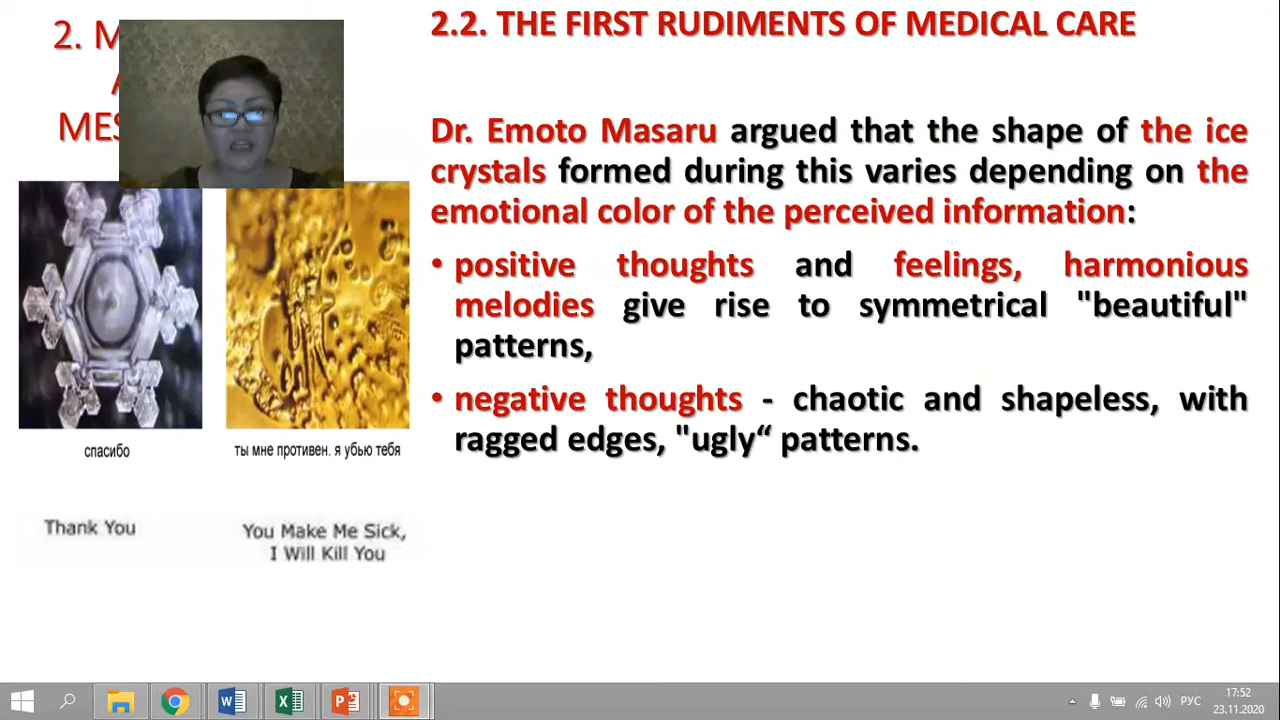 2. M
MES
2.2. THE FIRST RUDIMENTS OF MEDICAL CARE
Dr. Emoto Masaru argued that the shape of the ice
crystals formed during this varies depending on the
emotional color of the perceived information:
• positive thoughts and feelings, harmonious
melodies give rise to symmetrical "beautiful"
patterns,
• negative thoughts - chaotic and shapeless, with
ragged edges, "ugly“ patterns.
спасибо
ты мне противен. я убью тебя
Thank You
You Make Me Sick,
I Will Kill You
РУС
17:52
23.11.2020